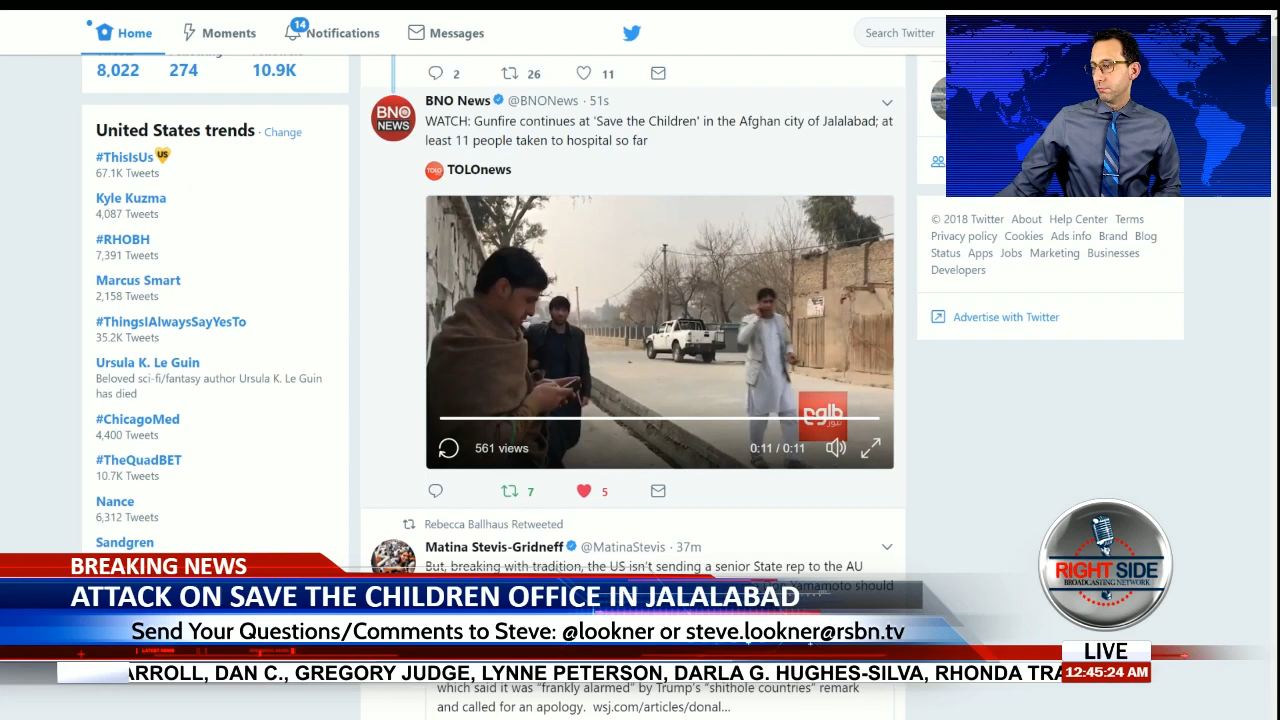 Home
Moments
14
Notifications
Messages
Search Twitter
8,022
274
10.9K
2
26
11
United States trends · Change
#ThisIsUs
US
67.1K Tweets
Kyle Kuzma
4,087 Tweets
#RHOBH
7,391 Tweets
Marcus Smart
2,158 Tweets
#ThingsIAlwaysSayYesTo
35.2K Tweets
Ursula K. Le Guin
Beloved sci-fi/fantasy author Ursula K. Le Guin
has died
#ChicagoMed
4,400 Tweets
#TheQuadBET
10.7K Tweets
Nance
6,312 Tweets
Sandgren
BNO NEWS
BNO News @BNONews · 51s
WATCH: Gunfire continues at 'Save the Children' in the Afghan city of Jalalabad; at
least 11 people taken to hospital so far
TOLO
TOLOnews
561 views
0:11 / 0:11
7
5
Rebecca Ballhaus Retweeted
Matina Stevis-Gridneff @MatinaStevis · 37m
But, breaking with tradition, the US isn't sending a senior State rep to the AU
Yamamoto should
which said it was "frankly alarmed" by Trump's "shithole countries" remark
and called for an apology. wsj.com/articles/donal...
© 2018 Twitter About Help Center Terms
Privacy policy Cookies Ads info Brand Blog
Status Apps Jobs Marketing Businesses
Developers
Advertise with Twitter
BREAKING NEWS
ATTACK ON SAVE THE CHILDREN OFFICE IN JALALABAD
Send Your Questions/Comments to Steve: @lookner or steve.lookner@rsbn.tv
LATEST NEWS
BREAKING NEWS
RIGHT SIDE
BROADCASTING NETWORK
LIVE
12:45:24 AM
ARROLL, DAN C., GREGORY JUDGE, LYNNE PETERSON, DARLA G. HUGHES-SILVA, RHONDA TRA